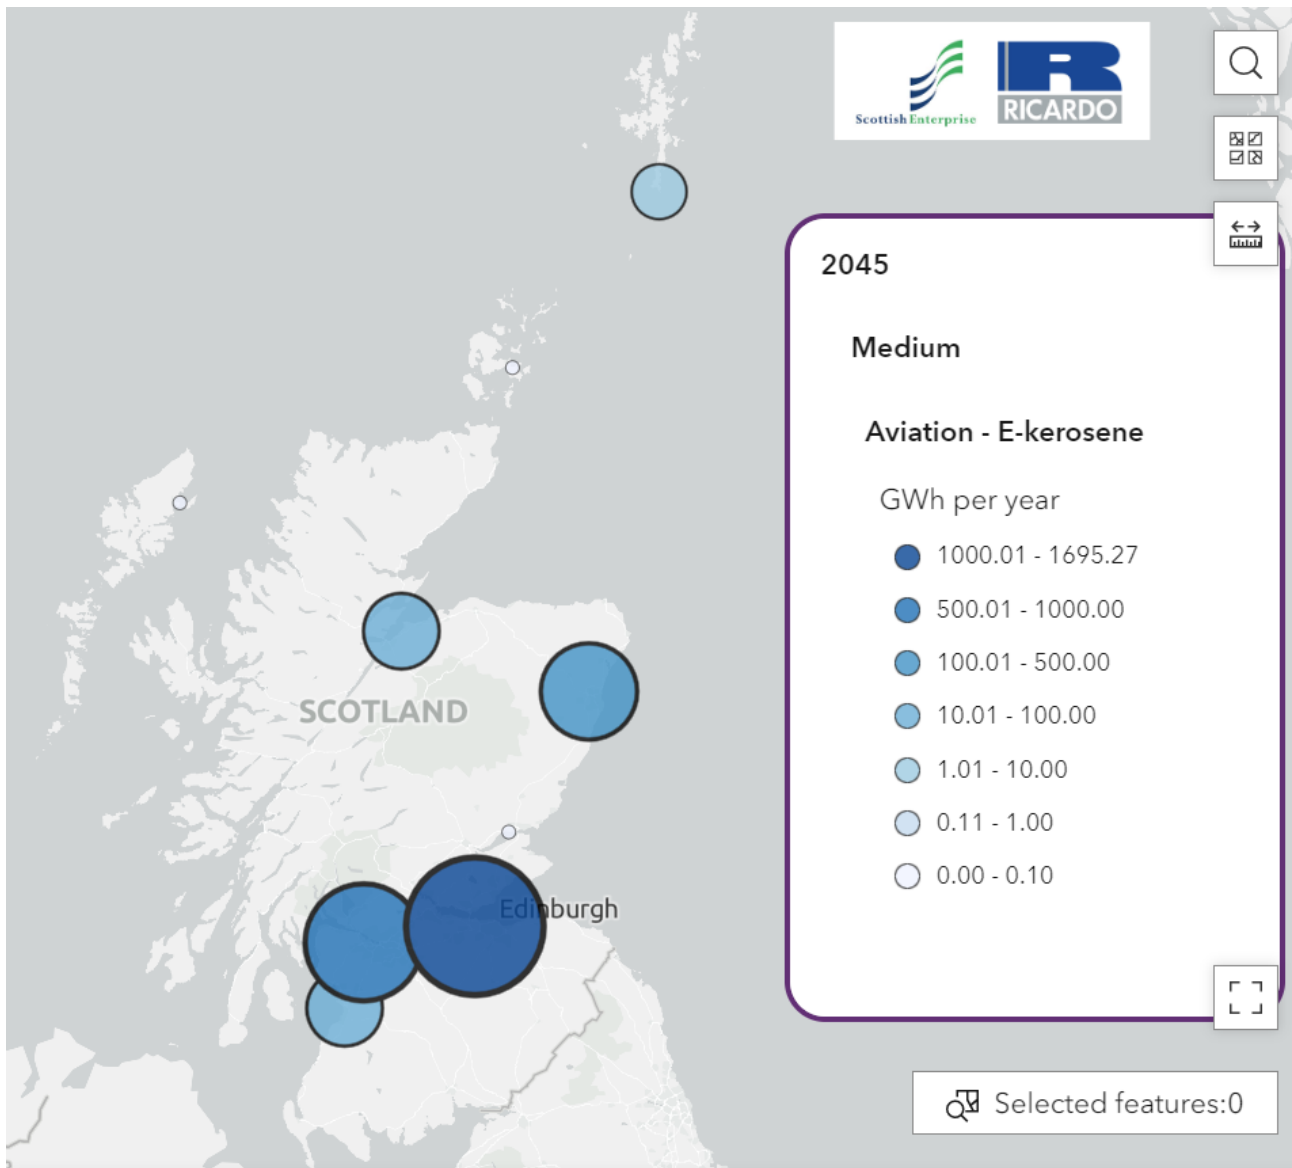 Scottish Enterprise
RICARDO
2045
Medium
Aviation - E-kerosene
GWh per year
1000.01 - 1695.27
500.01 - 1000.00
100.01 - 500.00
10.01 - 100.00
1.01 - 10.00
0.11 - 1.00
0.00 - 0.10
SCOTLAND
Edinburgh
Selected features:0